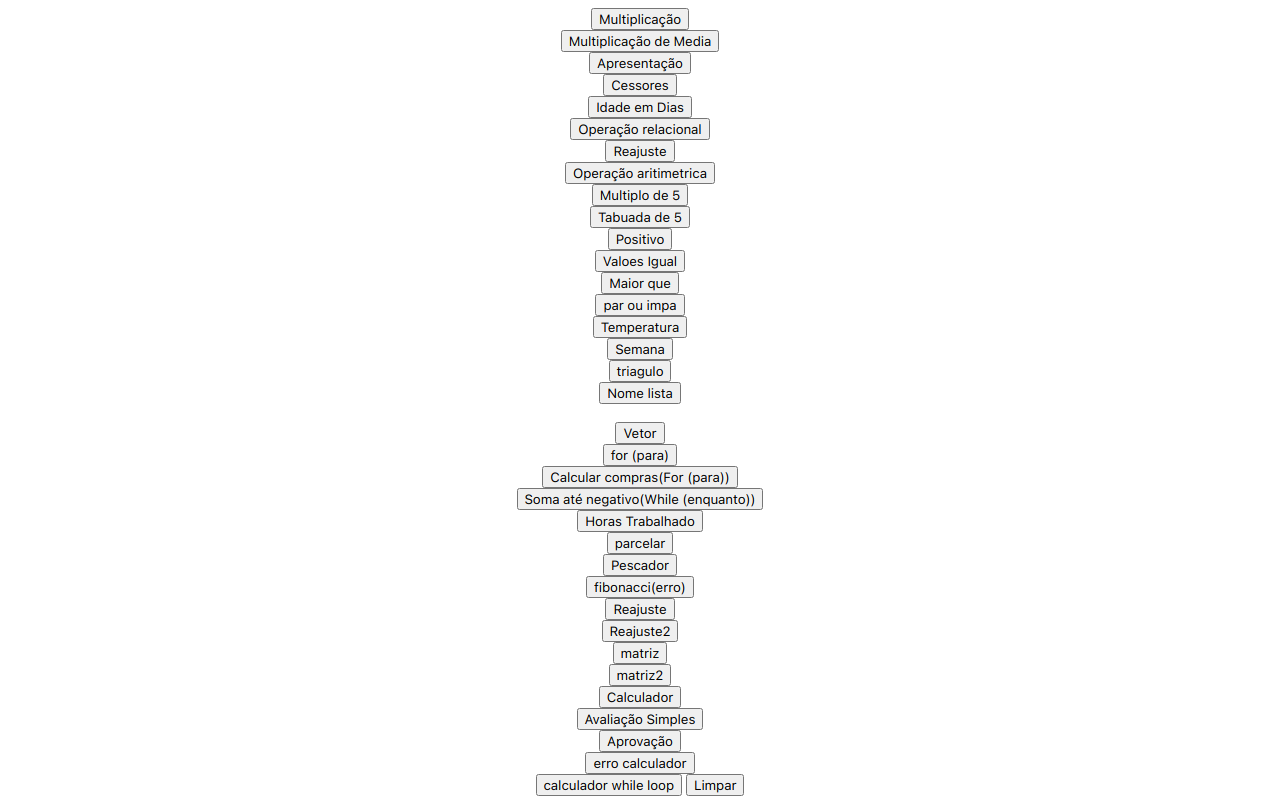 Multiplicação
Multiplicação de Media
Apresentação
Cessores
Idade em Dias
Operação relacional
Reajuste
Operação aritimetrica
Multiplo de 5
Tabuada de 5
Positivo
Valoes Igual
Maior que
par ou impa
Temperatura
Semana
triagulo
Nome lista
Vetor
for (para)
Calcular compras(For (para))
Soma até negativo(While (enquanto))
Horas Trabalhado
parcelar
Pescador
fibonacci(erro)
Reajuste
Reajuste2
matriz
matriz2
Calculador
Avaliação Simples
Aprovação
erro calculador
calculador while loop Limpar